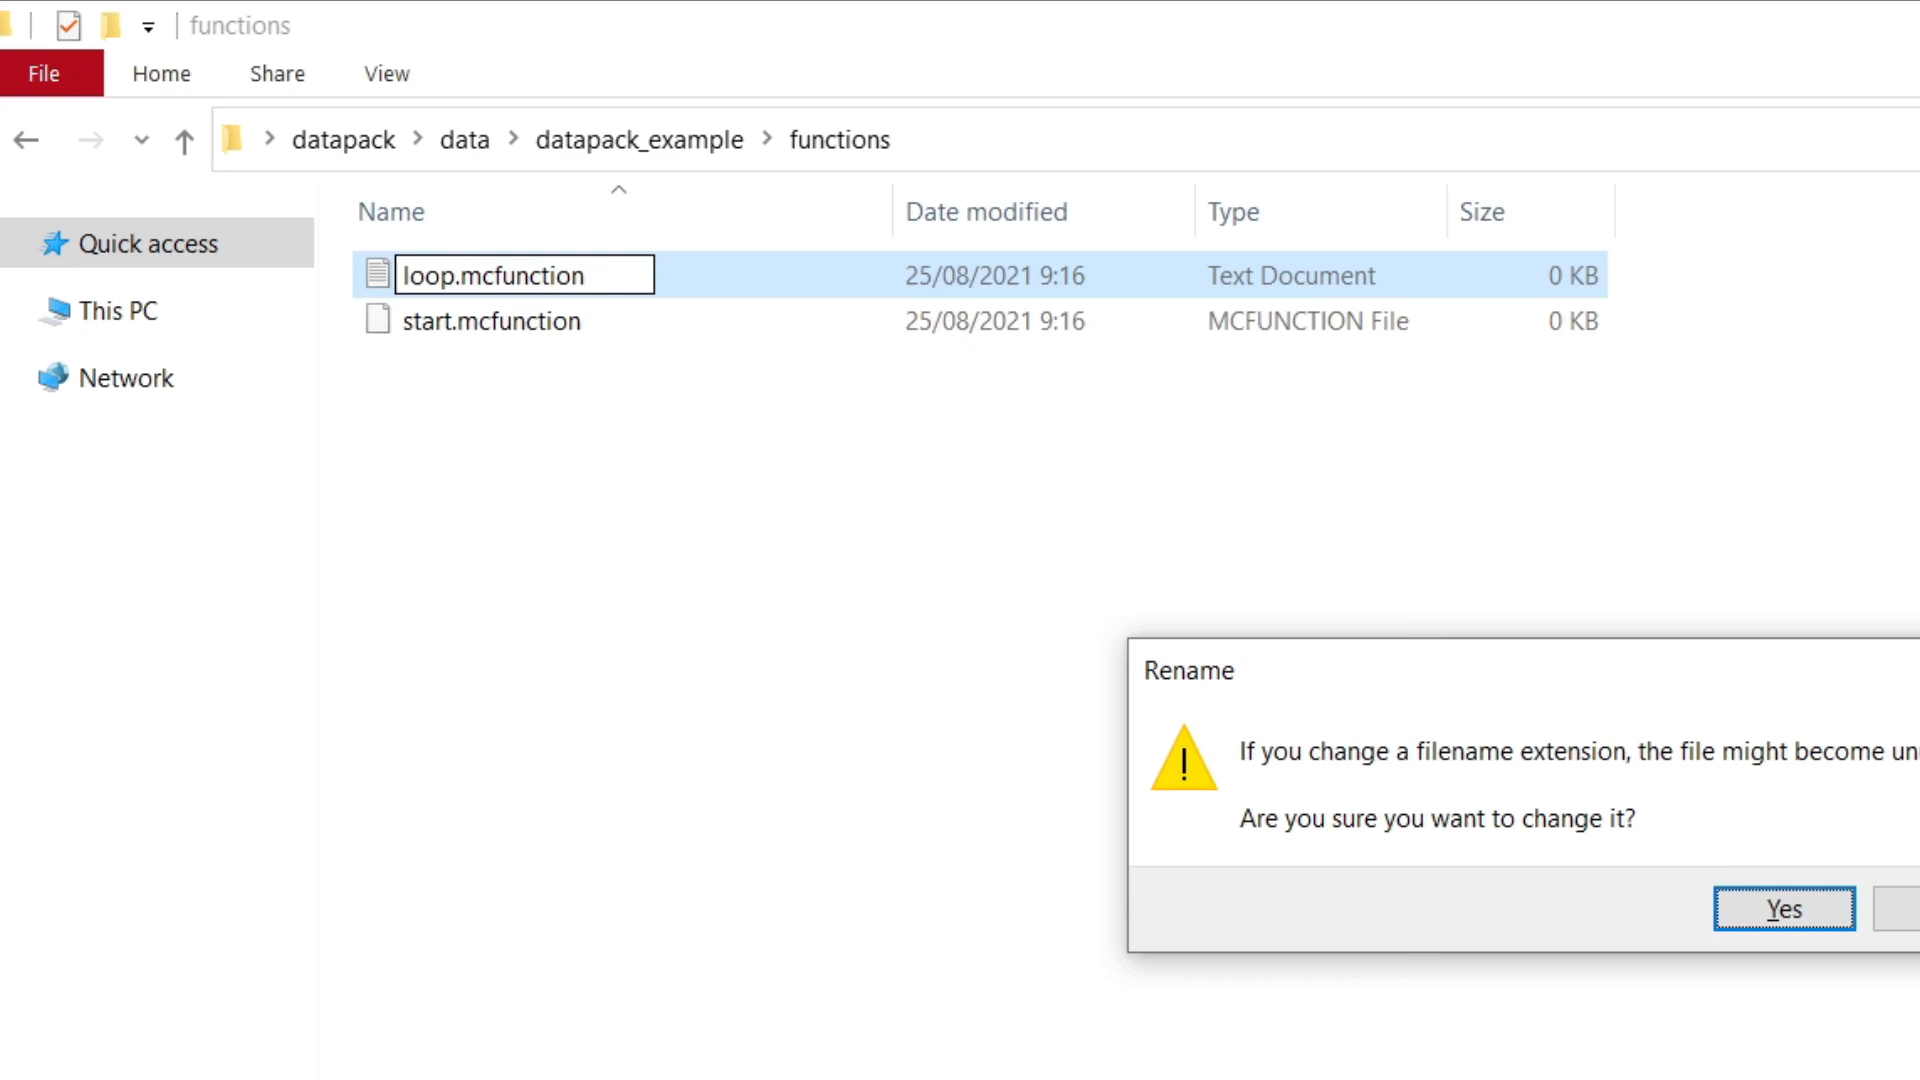 functions
File Home Share View
datapack data datapack_example functions
Name Date modified Type Size
Quick access
loop.mcfunction 25/08/2021 9:16 Text Document 0 KB
This PC
start.mcfunction 25/08/2021 9:16 MCFUNCTION File 0 KB
Network
Rename
If you change a filename extension, the file might become
Are you sure you want to change it?
Yes